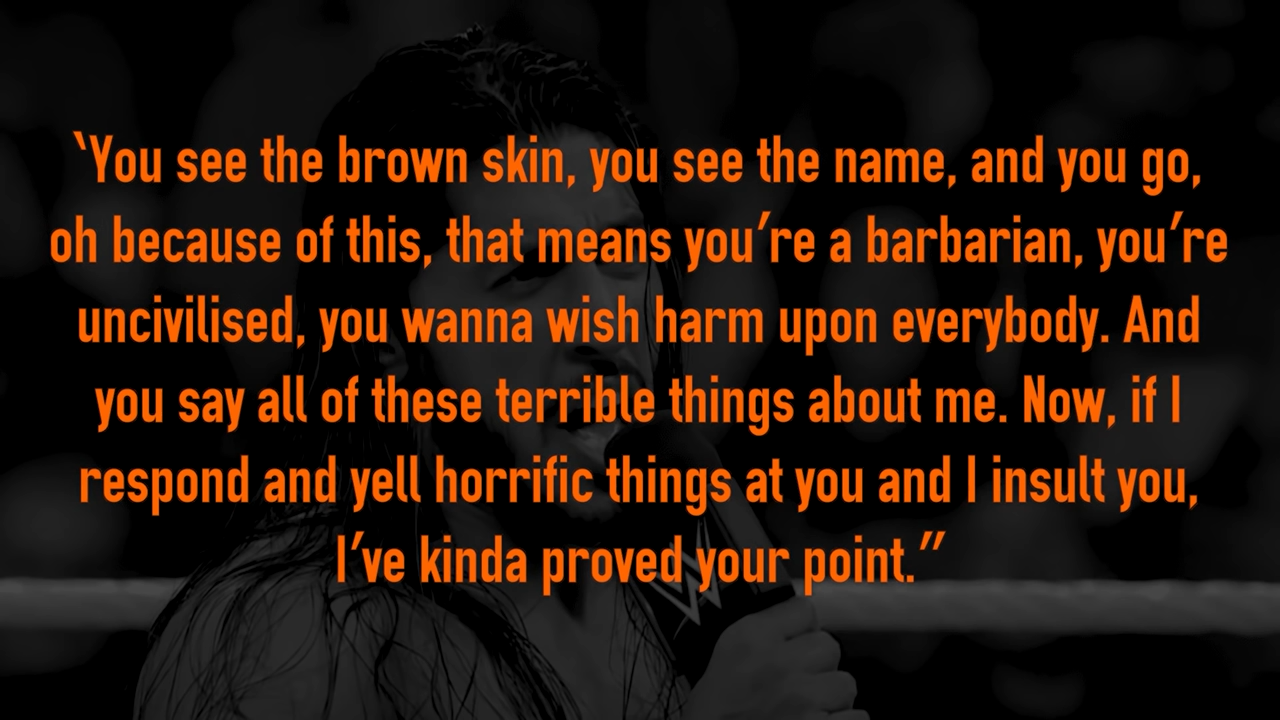 ‘You see the brown skin, you see the name, and you go,
oh because of this, that means you’re a barbarian, you’re
uncivilised, you wanna wish harm upon everybody. And
you say all of these terrible things about me. Now, if I
respond and yell horrific things at you and I insult you,
I’ve kinda proved your point.”
W